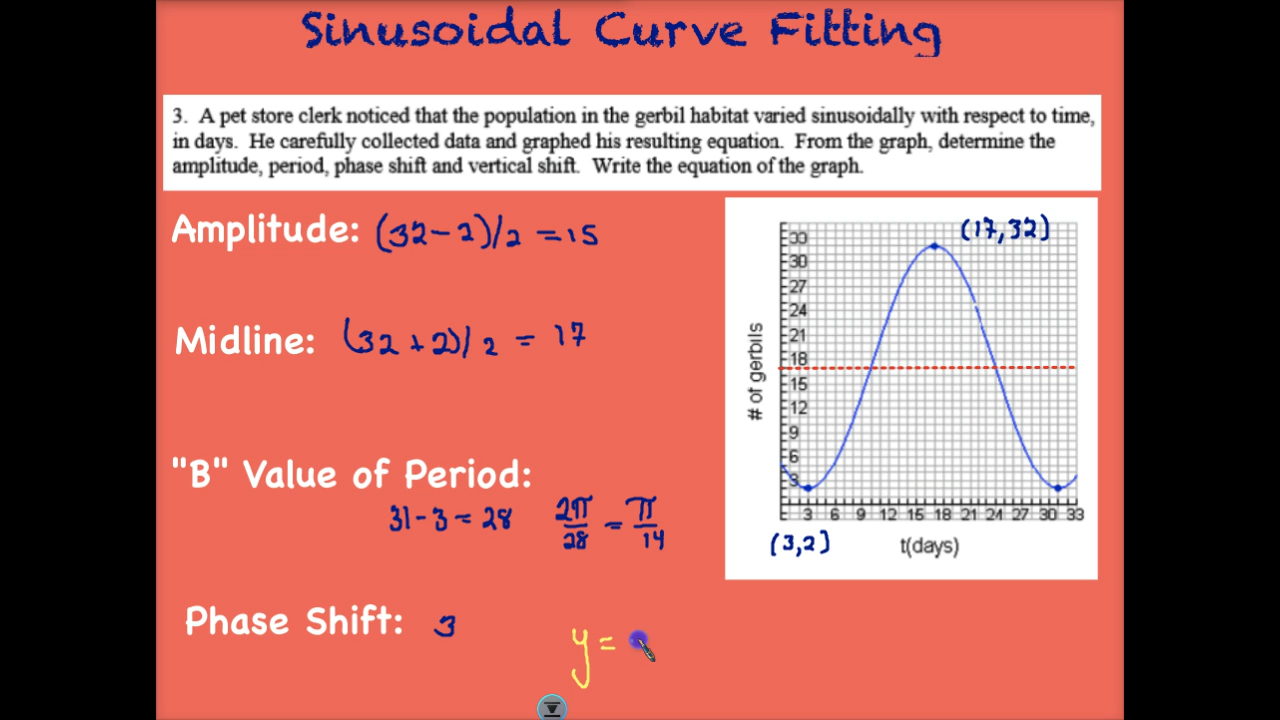 Sinusoidal Curve Fitting
3. A pet store clerk noticed that the population in the gerbil habitat varied sinusoidally with respect to time,
in days. He carefully collected data and graphed his resulting equation. From the graph, determine the
amplitude, period, phase shift and vertical shift. Write the equation of the graph.
Amplitude: (32-2)/2 = 15
Midline: (32+2)/2 = 17
"B" Value of Period:
31-3=28 2π/28 = π/14
Phase Shift: 3
y=
(17,32)
33
30
27
24
21
18
15
12
9
6
3
# of gerbils
3 6 9 12 15 18 21 24 27 30 33
(3,2) t(days)